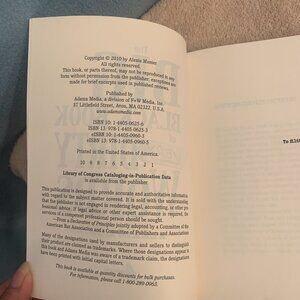 Copyright © 2010 by Alexis Munier
All rights reserved.
This book, or parts thereof, may not be reproduced in any
form without permission from the publisher; exceptions are
made for brief excerpts used in published reviews.
Published by
Adams Media, a division of F+W Media, Inc.
57 Littlefield Street, Avon, MA 02322. U.S.A.
www.adamsmedia.com
ISBN 10: 1-4405-0625-6
ISBN 13: 978-1-4405-0625-3
eISBN 10: 1-4405-0960-3
eISBN 13: 978-1-4405-0960-5
Printed in the United States of America.
10 9 8 7 6 5 4 3 2 1
Library of Congress Cataloging-in-Publication Data
is available from the publisher.
This publication is designed to provide accurate and authoritative information
with regard to the subject matter covered. It is sold with the understanding
that the publisher is not engaged in rendering legal, accounting, or other pro-
fessional advice. If legal advice or other expert assistance is required, the
services of a competent professional person should be sought.
—From a Declaration of Principles jointly adopted by a Committee of the
American Bar Association and a Committee of Publishers and Associations
Many of the designations used by manufacturers and sellers to distinguish
their product are claimed as trademarks. Where those designations appear in
this book and Adams Media was aware of a trademark claim, the designations
have been printed with initial capital letters.
This book is available at quantity discounts for bulk purchases.
For information, please call 1-800-289-0963.